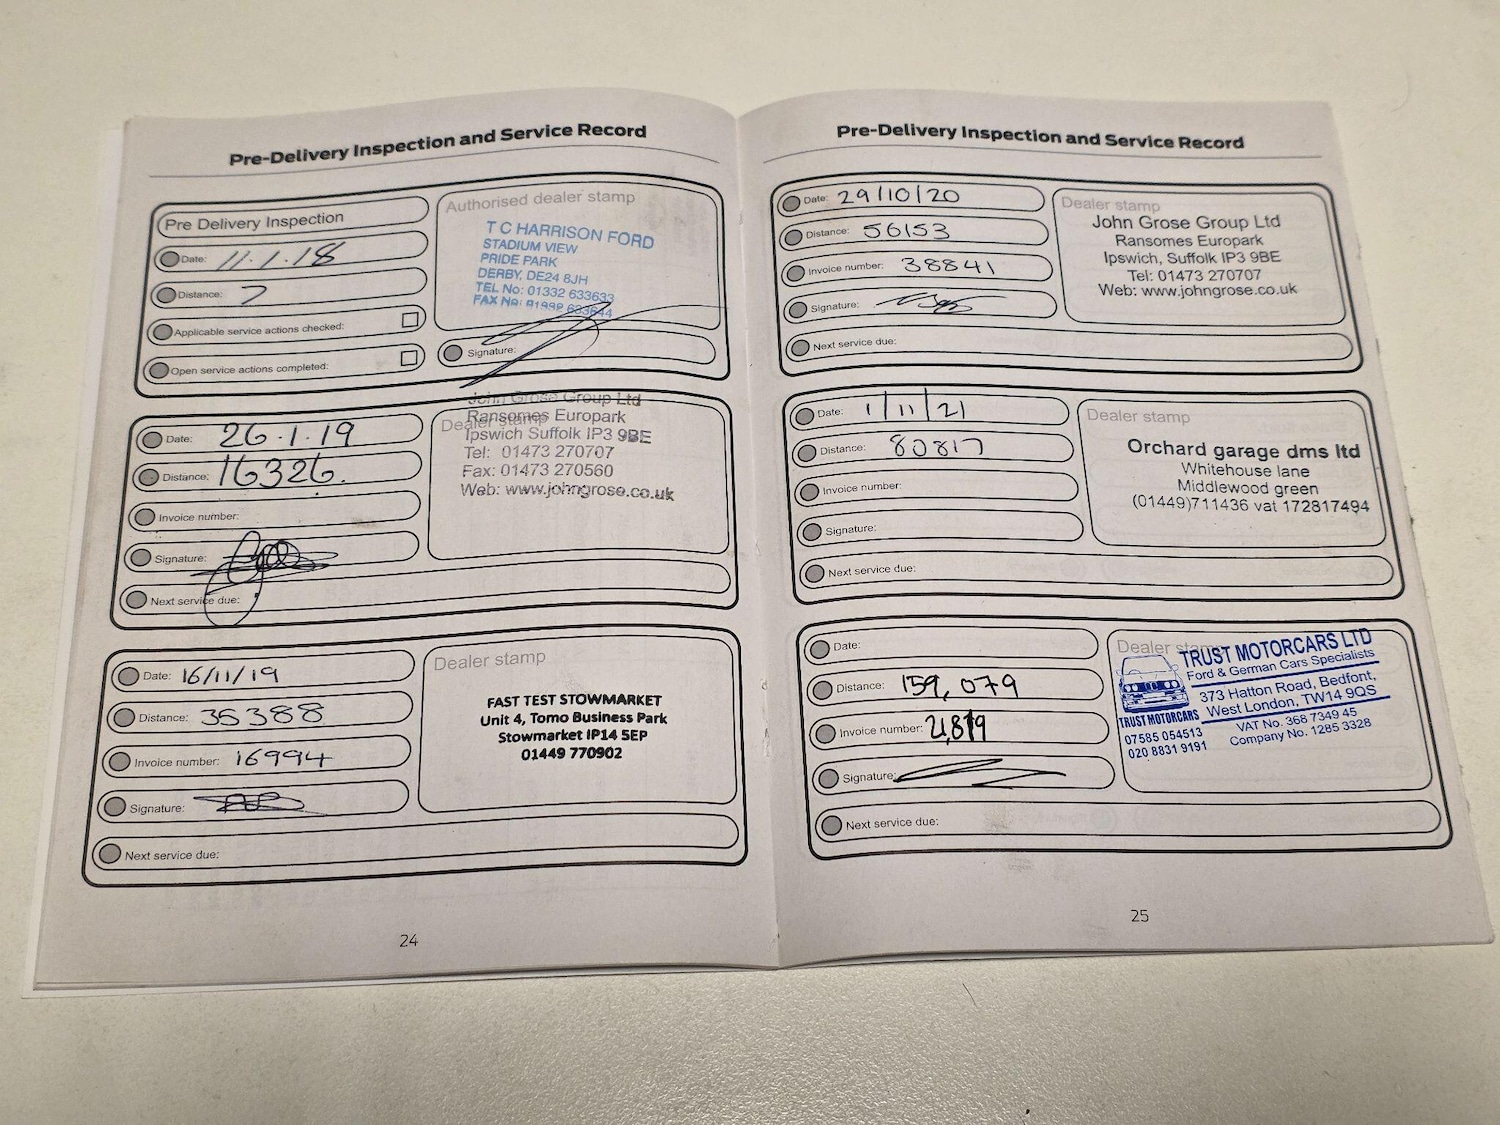 Pre-Delivery Inspection and Service Record
Pre Delivery Inspection
Date: 11.1.18
Distance: 7
Applicable service actions checked:
Open service actions completed:
Authorised dealer stamp
T C HARRISON FORD
STADIUM VIEW
PRIDE PARK
DERBY, DE24 8JH
TEL No: 01332 633633
FAX No: 01332 633644
Signature:
Date: 26.1.19
Distance: 16326.
Invoice number:
Signature:
Next service due:
Dealer stamp
John Grose Group Ltd
Ransomes Europark
Ipswich Suffolk IP3 9BE
Tel: 01473 270707
Fax: 01473 270560
Web: www.johngrose.co.uk
Date: 16/11/19
Distance: 35388
Invoice number: 16994
Signature:
Next service due:
Dealer stamp
FAST TEST STOWMARKET
Unit 4, Tomo Business Park
Stowmarket IP14 5EP
01449 770902
24
Pre-Delivery Inspection and Service Record
Date: 29/10/20
Distance: 56153
Invoice number: 38841
Signature:
Next service due:
Dealer stamp
John Grose Group Ltd
Ransomes Europark
Ipswich, Suffolk IP3 9BE
Tel: 01473 270707
Web: www.johngrose.co.uk
Date: 1/11/21
Distance: 80817
Invoice number:
Signature:
Next service due:
Dealer stamp
Orchard garage dms ltd
Whitehouse lane
Middlewood green
(01449)711436 vat 172817494
Date:
Distance: 159,079
Invoice number:
Signature:
Next service due:
Dealer stamp
TRUST MOTORCARS LTD
Ford & German Cars Specialists
373 Hatton Road, Bedfont,
West London, TW14 9QS
TRUST MOTORCARS
07585 054513
020 8831 9191
VAT No. 368 7349 45
Company No. 1285 3328
25